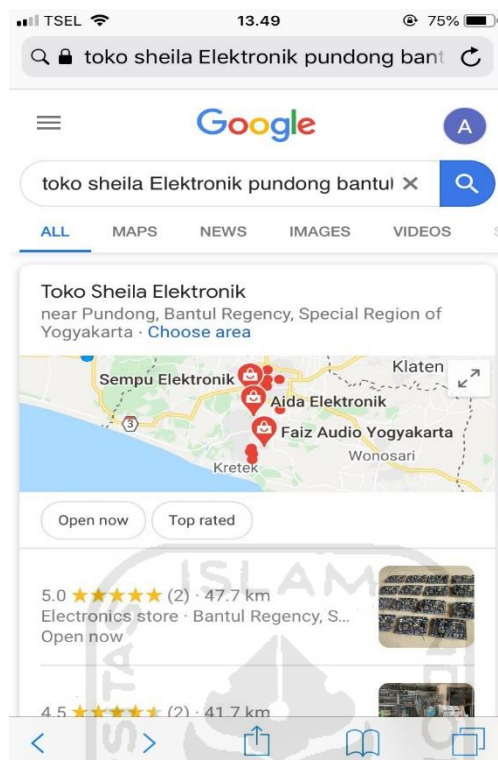 TSEL 13.49 75%
toko sheila Elektronik pundong bant
Google
A
toko sheila Elektronik pundong bantul
ALL MAPS NEWS IMAGES VIDEOS
Toko Sheila Elektronik
near Pundong, Bantul Regency, Special Region of
Yogyakarta · Choose area
Klaten
Sempu Elektronik
Aida Elektronik
3
Faiz Audio Yogyakarta
Wonosari
Kretek
Open now Top rated
ISLAM
5.0 (2) · 47.7 km
Electronics store · Bantul Regency, S...
Open now
4.5 (2) · 41.7 km